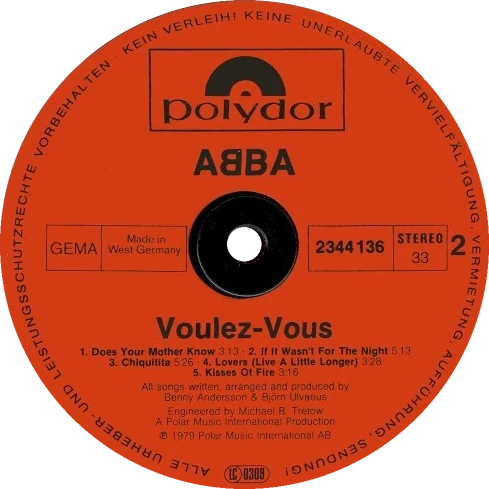 ALLE URHEBER- UND LEISTUNGSSCHUTZRECHTE VORBEHALTEN · KEIN VERLEIH! KEINE UNERLAUBTE VERVIELFÄLTIGUNG, VERMIETUNG, AUFFÜHRUNG, SENDUNG!
polydor
ABBA
GEMA
Made in
West Germany
2344 136
STEREO
33
2
Voulez-Vous
1. Does Your Mother Know 3:13 · 2. If It Wasn't For The Night 5:13
3. Chiquitita 5:26 · 4. Lovers (Live A Little Longer) 3:28
5. Kisses Of Fire 3:16
All songs written, arranged and produced by
Benny Andersson & Björn Ulvaeus
Engineered by Michael B. Tretow
A Polar Music International Production
℗ 1979 Polar Music International AB
LC 0309